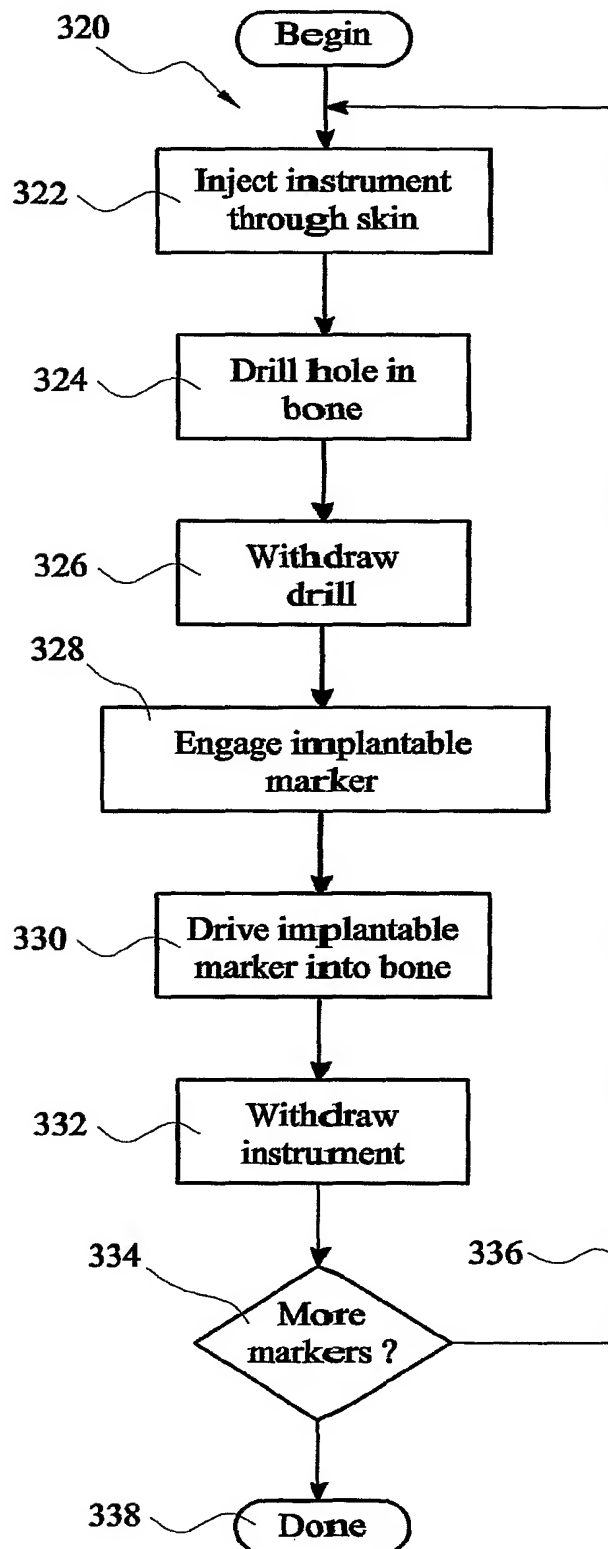 320
Begin
322
Inject instrument
through skin
324
Drill hole in
bone
326
Withdraw
drill
328
Engage implantable
marker
330
Drive implantable
marker into bone
332
Withdraw
instrument
334
336
More
markers ?
338
Done